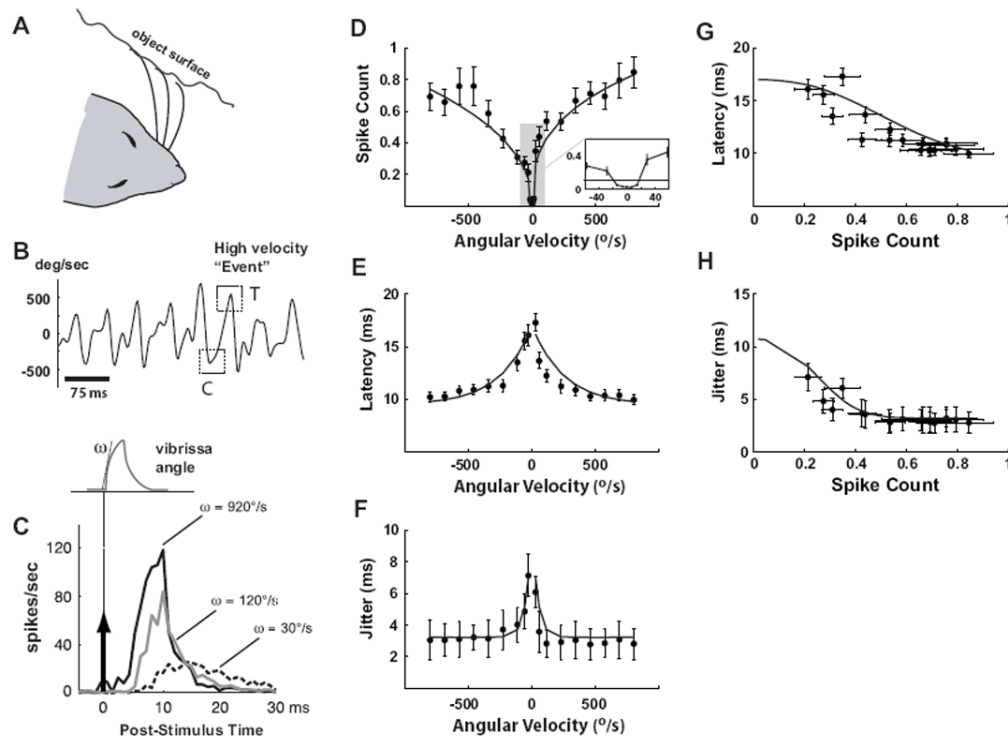 A
object surface
B
deg/sec
500
0
-500
75 ms
High velocity
"Event"
T
C
ω
vibrissa
angle
C
spikes/sec
120
80
40
0
ω = 920°/s
ω = 120°/s
ω = 30°/s
0 10 20 30 ms
Post-Stimulus Time
D
Spike Count
1
0.8
0.6
0.4
0.2
0.4
0
-40 0 40
-500 0 500
Angular Velocity (º/s)
E
Latency (ms)
20
15
10
-500 0 500
Angular Velocity (º/s)
F
Jitter (ms)
10
8
6
4
2
-500 0 500
Angular Velocity (º/s)
G
Latency (ms)
20
15
10
0 0.2 0.4 0.6 0.8 1
Spike Count
H
Jitter (ms)
15
10
5
0
0 0.2 0.4 0.6 0.8 1
Spike Count